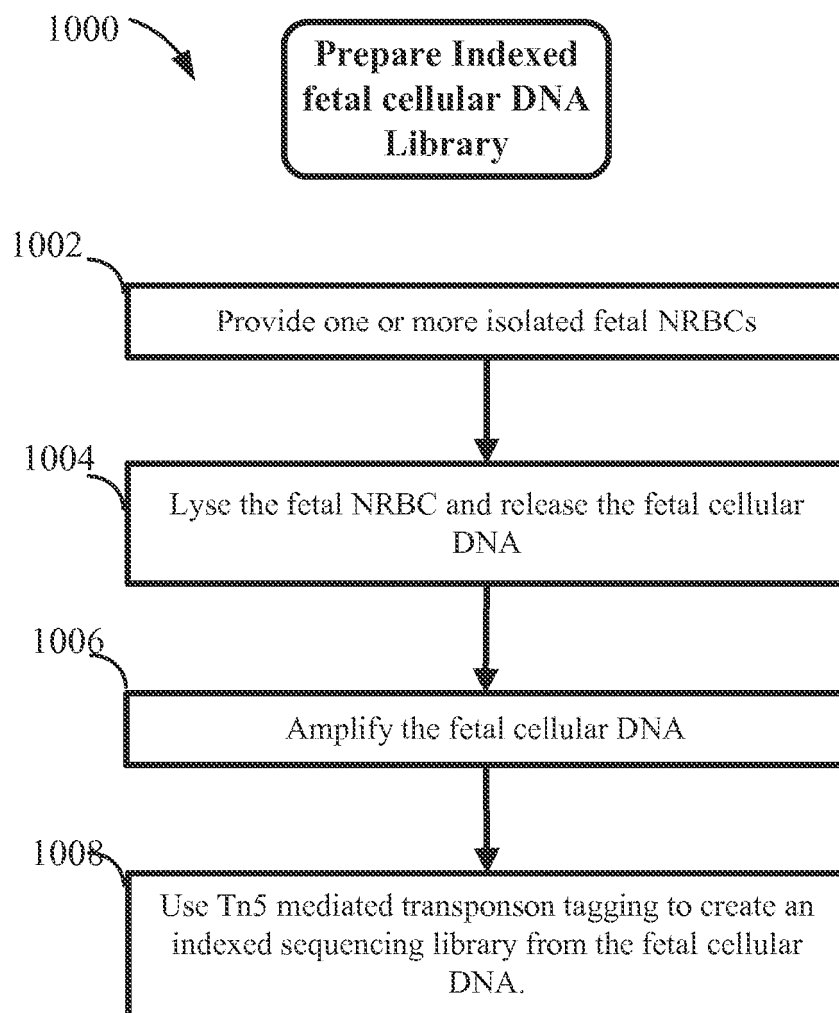 1000
Prepare Indexed
fetal cellular DNA
Library
1002
Provide one or more isolated fetal NRBCs
1004
Lyse the fetal NRBC and release the fetal cellular
DNA
1006
Amplify the fetal cellular DNA
1008
Use Tn5 mediated transponson tagging to create an
indexed sequencing library from the fetal cellular
DNA.